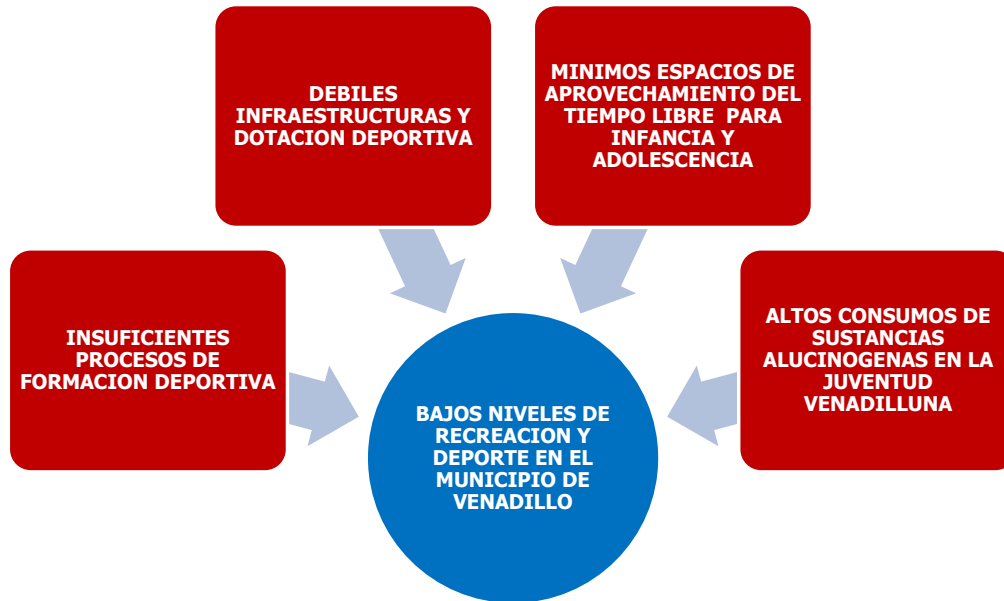 DEBILES
INFRAESTRUCTURAS Y
DOTACION DEPORTIVA
MINIMOS ESPACIOS DE
APROVECHAMIENTO DEL
TIEMPO LIBRE PARA
INFANCIA Y
ADOLESCENCIA
INSUFICIENTES
PROCESOS DE
FORMACION DEPORTIVA
ALTOS CONSUMOS DE
SUSTANCIAS
ALUCINOGENAS EN LA
JUVENTUD
VENADILLUNA
BAJOS NIVELES DE
RECREACION Y
DEPORTE EN EL
MUNICIPIO DE
VENADILLO